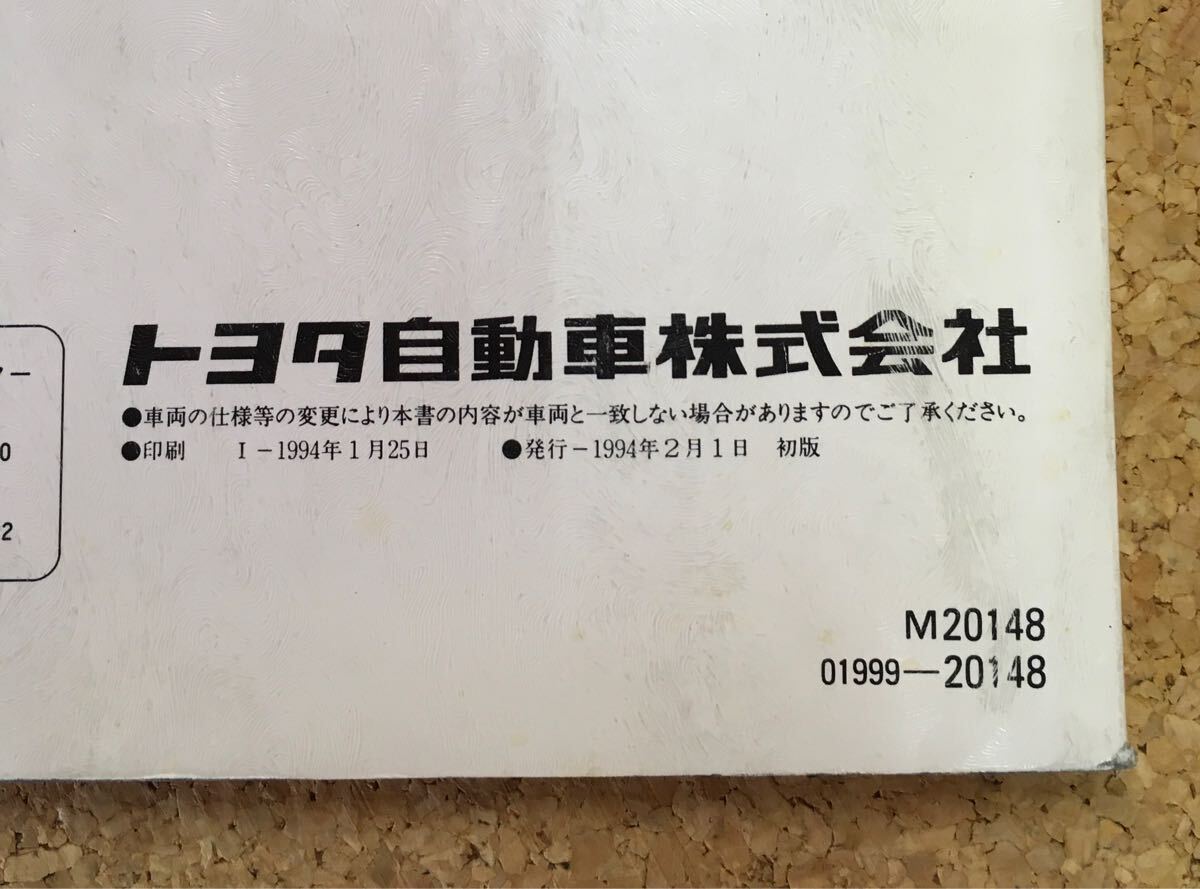 トヨタ自動車株式会社
●車両の仕様等の変更により本書の内容が車両と一致しない場合がありますのでご了承ください。
●印刷 I-1994年1月25日 ●発行-1994年2月1日 初版
0
2
M20148
01999-20148